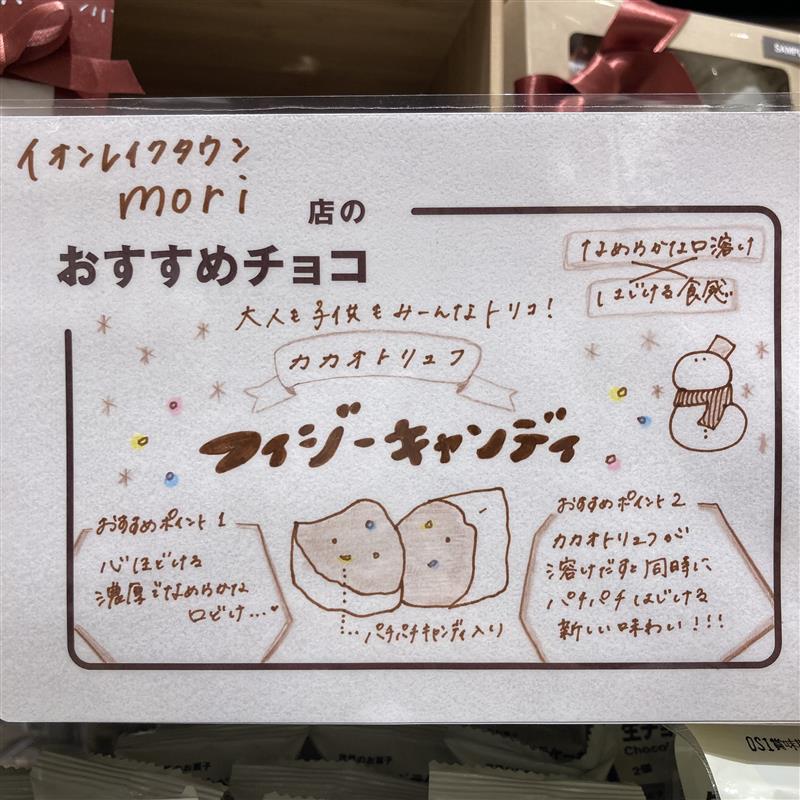 イオンレイクタウン
mori 店の
おすすめチョコ
なめらかな口溶け
はじける食感
大人も子供もみーんなトリコ!
カカオトリュフ
フィジーキャンディ
おすすめポイント1
心ほどける
濃厚でなめらかな
口どけ…
おすすめポイント2
カカオトリュフが
溶けだすと同時に
パチパチはじける
新しい味わい!!!
パチパチキャンディ入り
Choco
2個